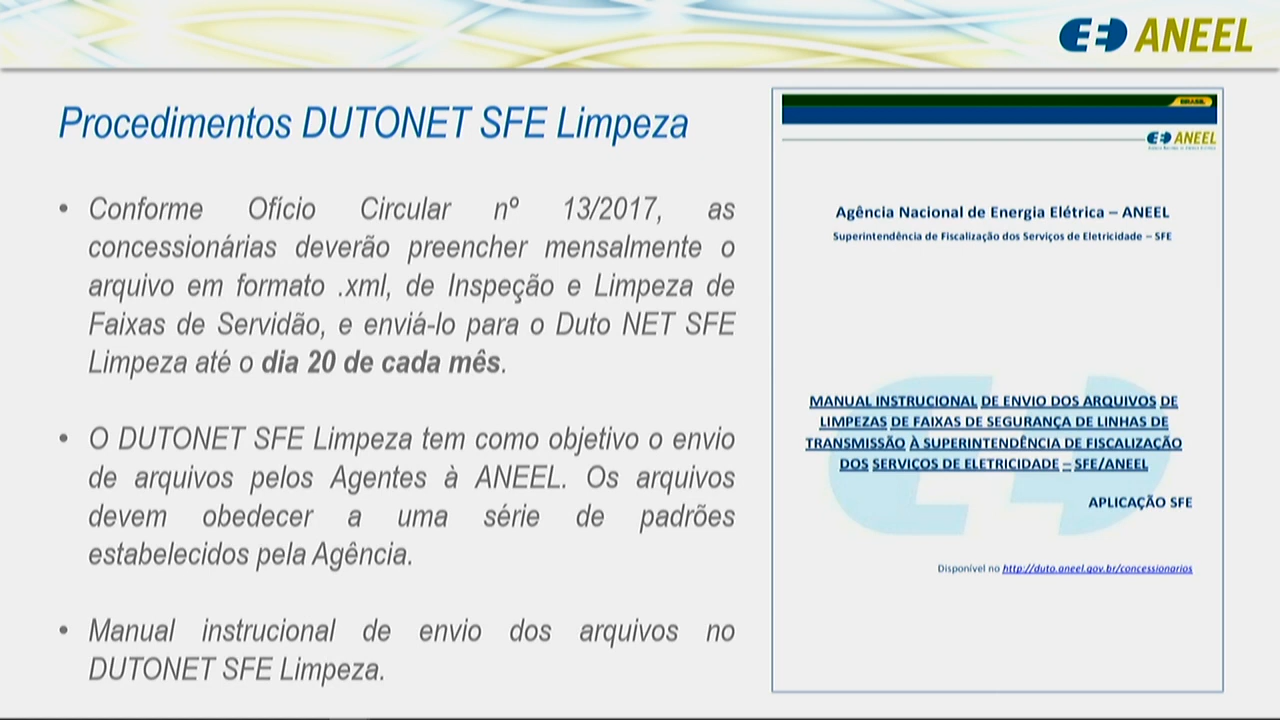 ANEEL
Procedimentos DUTONET SFE Limpeza
• Conforme Ofício Circular nº 13/2017, as
concessionárias deverão preencher mensalmente o
arquivo em formato .xml, de Inspeção e Limpeza de
Faixas de Servidão, e enviá-lo para o Duto NET SFE
Limpeza até o dia 20 de cada mês.
• O DUTONET SFE Limpeza tem como objetivo o envio
de arquivos pelos Agentes à ANEEL. Os arquivos
devem obedecer a uma série de padrões
estabelecidos pela Agência.
• Manual instrucional de envio dos arquivos no
DUTONET SFE Limpeza.
BRASIL
ANEEL
Agência Nacional de Energia Elétrica
Agência Nacional de Energia Elétrica – ANEEL
Superintendência de Fiscalização dos Serviços de Eletricidade – SFE
MANUAL INSTRUCIONAL DE ENVIO DOS ARQUIVOS DE
LIMPEZAS DE FAIXAS DE SEGURANÇA DE LINHAS DE
TRANSMISSÃO À SUPERINTENDÊNCIA DE FISCALIZAÇÃO
DOS SERVIÇOS DE ELETRICIDADE – SFE/ANEEL
APLICAÇÃO SFE
Disponível no http://duto.aneel.gov.br/concessionarios